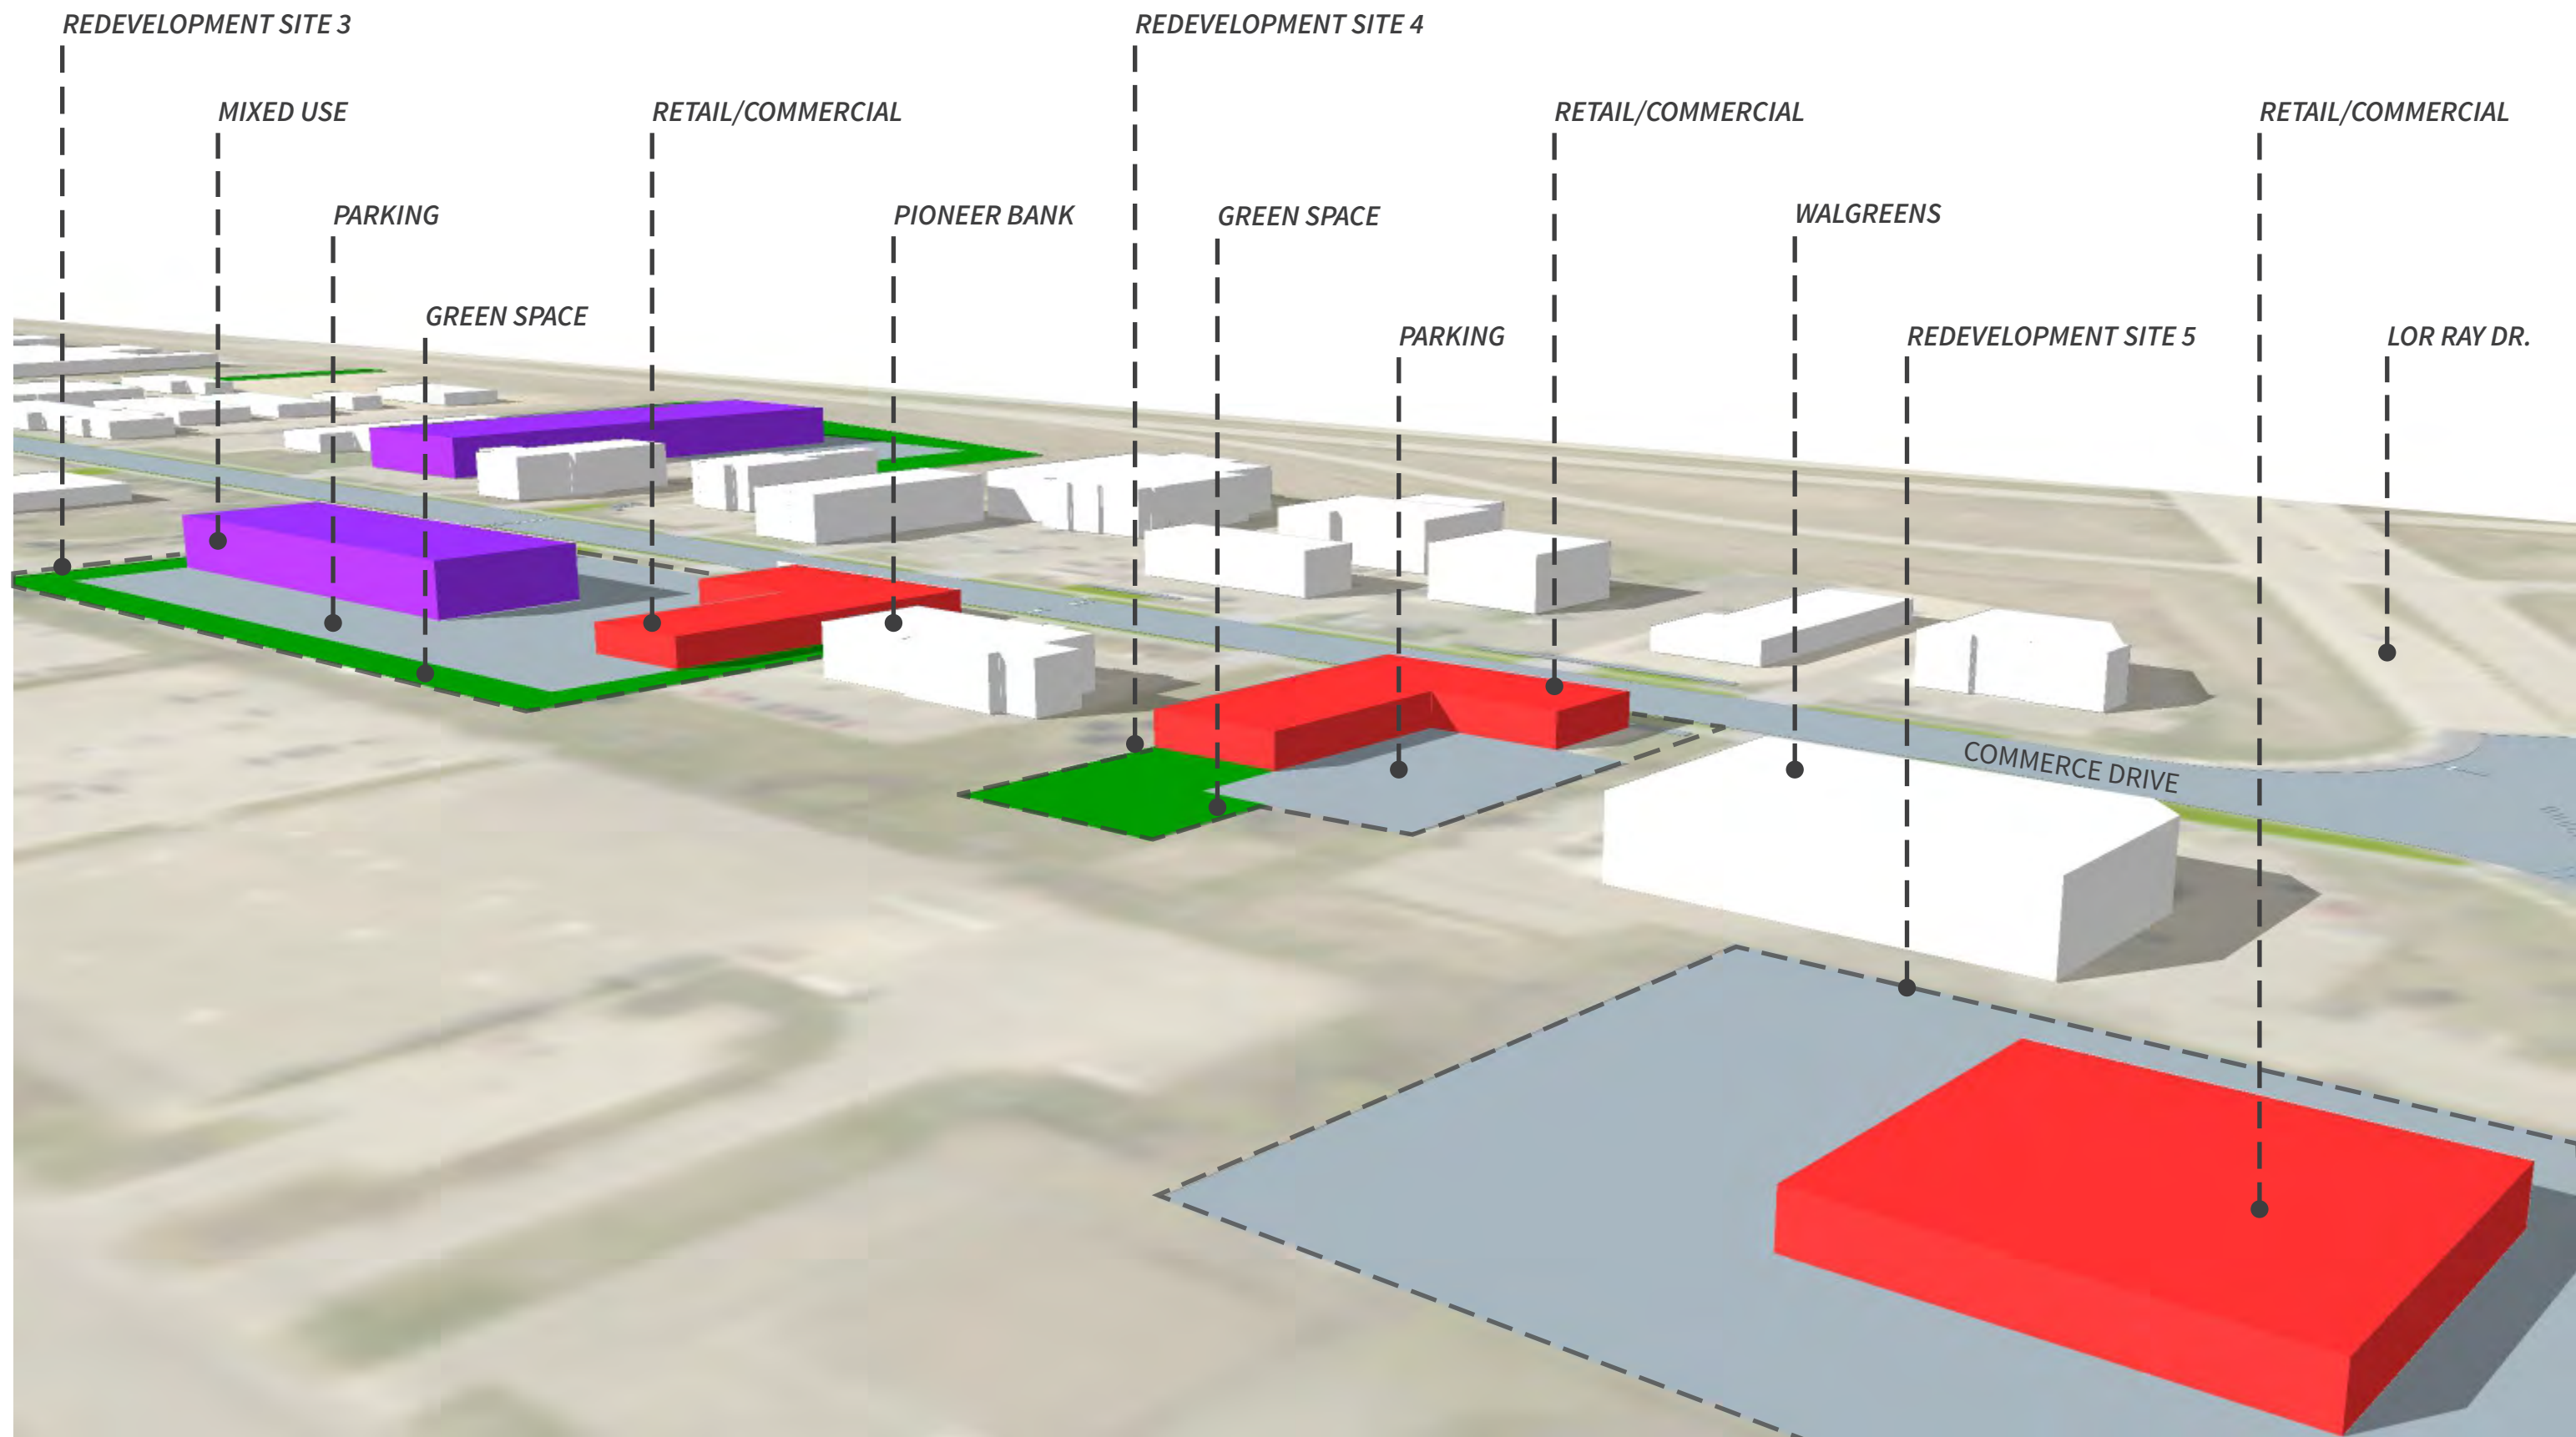 REDEVELOPMENT SITE 3
REDEVELOPMENT SITE 4
MIXED USE
RETAIL/COMMERCIAL
RETAIL/COMMERCIAL
RETAIL/COMMERCIAL
PARKING
PIONEER BANK
GREEN SPACE
WALGREENS
GREEN SPACE
PARKING
REDEVELOPMENT SITE 5
LOR RAY DR.
COMMERCE DRIVE